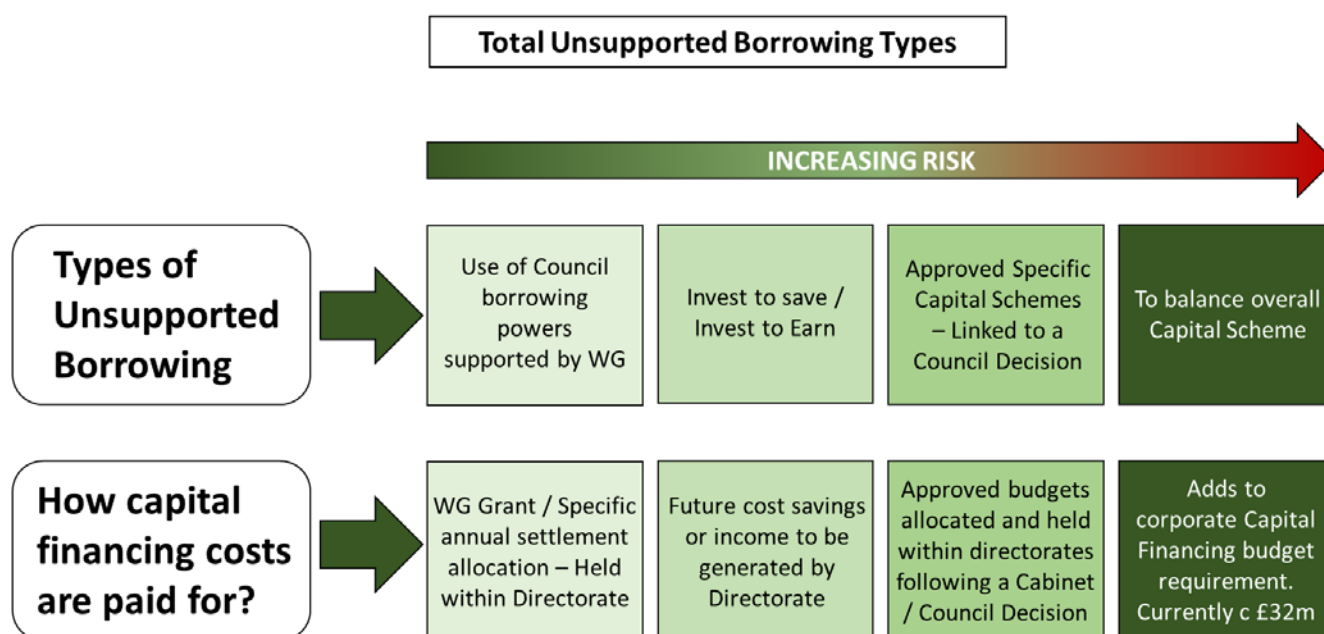 Total Unsupported Borrowing Types
INCREASING RISK
Types of
Unsupported
Borrowing
Use of Council
borrowing
powers
supported by WG
Invest to save /
Invest to Earn
Approved Specific
Capital Schemes
– Linked to a
Council Decision
To balance overall
Capital Scheme
How capital
financing costs
are paid for?
WG Grant / Specific
annual settlement
allocation – Held
within Directorate
Future cost savings
or income to be
generated by
Directorate
Approved budgets
allocated and held
within directorates
following a Cabinet
/ Council Decision
Adds to
corporate Capital
Financing budget
requirement.
Currently c £32m